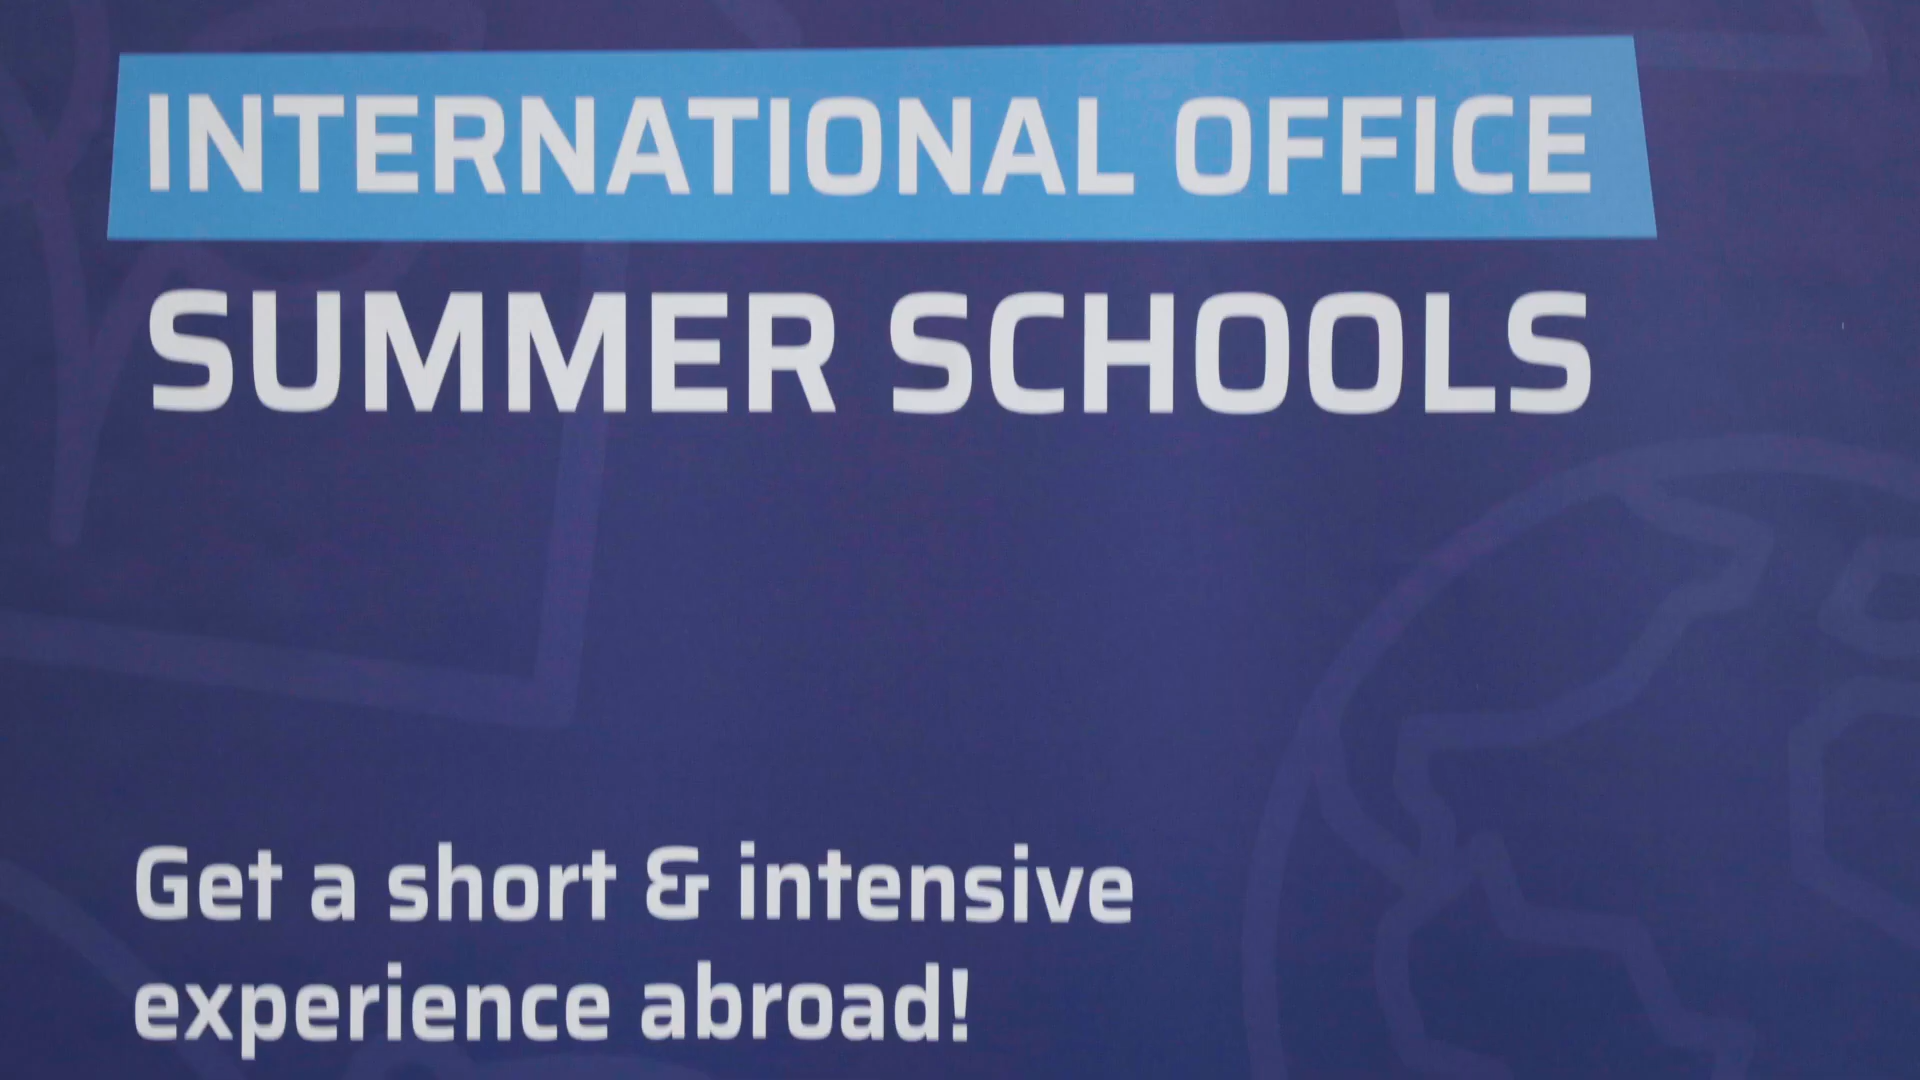 INTERNATIONAL OFFICE
SUMMER SCHOOLS
Get a short & intensive
experience abroad!